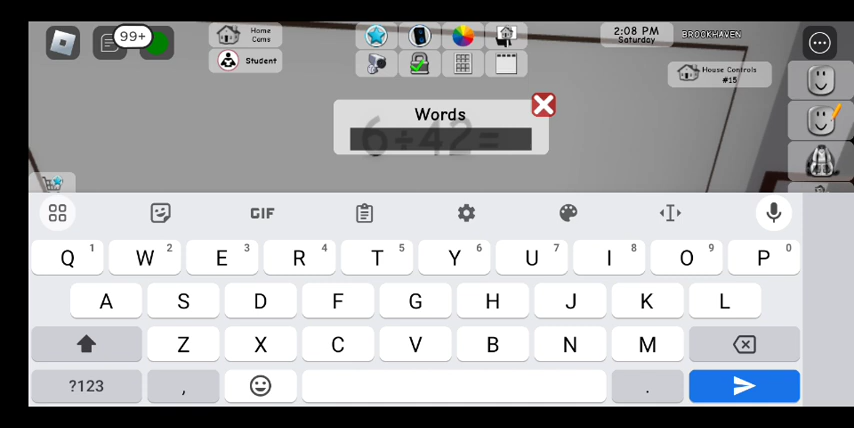 99+
Home
Cams
Student
2:08 PM
Saturday
BROOKHAVEN
House Controls
#15
Words
6÷42=
GIF
Q 1 W 2 E 3 R 4 T 5 Y 6 U 7 I 8 O 9 P 0
A S D F G H J K L
Z X C V B N M
?123 , .